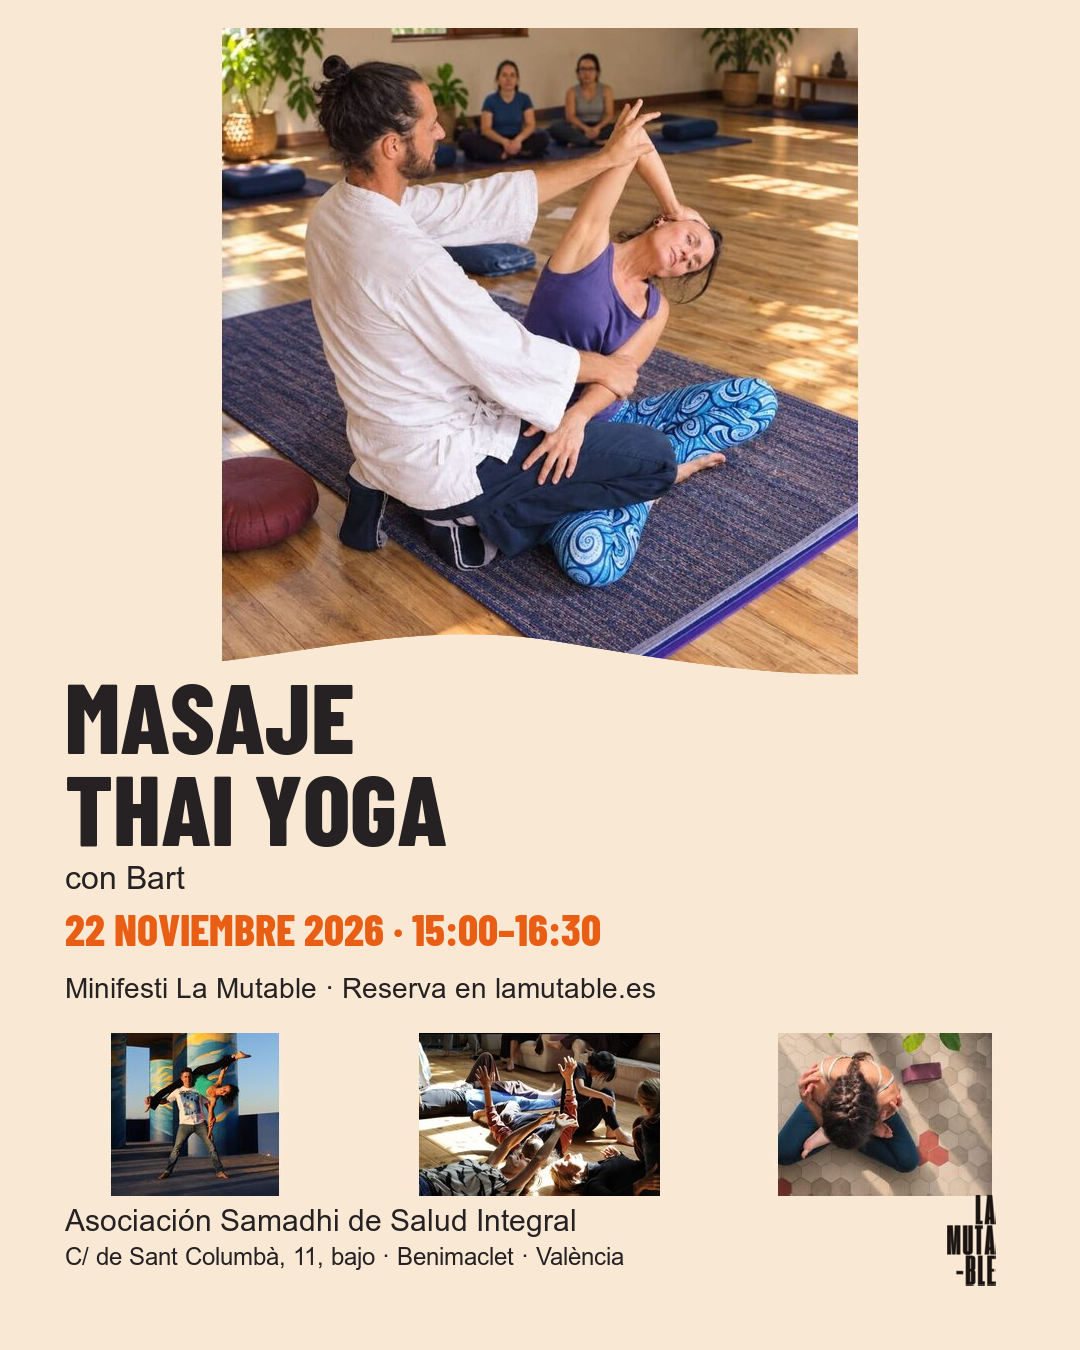 MASAJE
THAI YOGA
con Bart
22 NOVIEMBRE 2026 · 15:00–16:30
Minifesti La Mutable · Reserva en lamutable.es
Asociación Samadhi de Salud Integral
C/ de Sant Columbà, 11, bajo · Benimaclet · València
LA
MUTA
-BLE